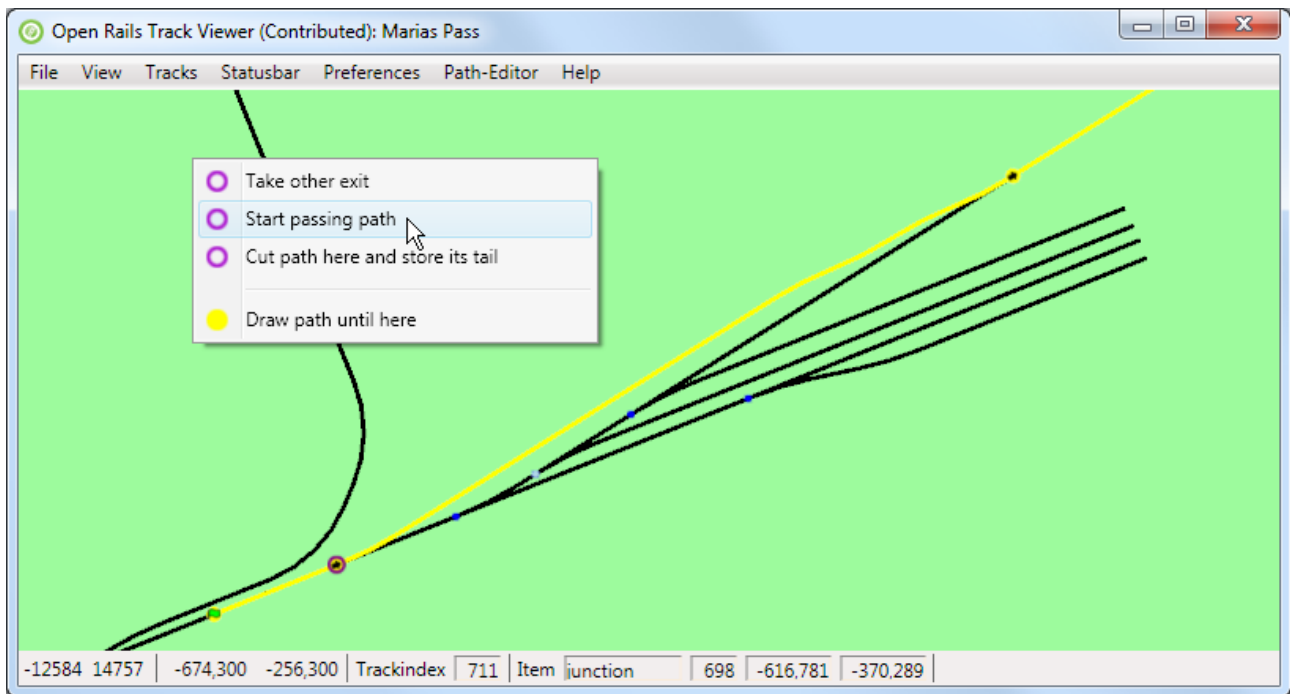 Open Rails Track Viewer (Contributed): Marias Pass
File View Tracks Statusbar Preferences Path-Editor Help
Take other exit
Start passing path
Cut path here and store its tail
Draw path until here
-12584 14757 -674,300 -256,300 Trackindex 711 Item junction 698 -616,781 -370,289